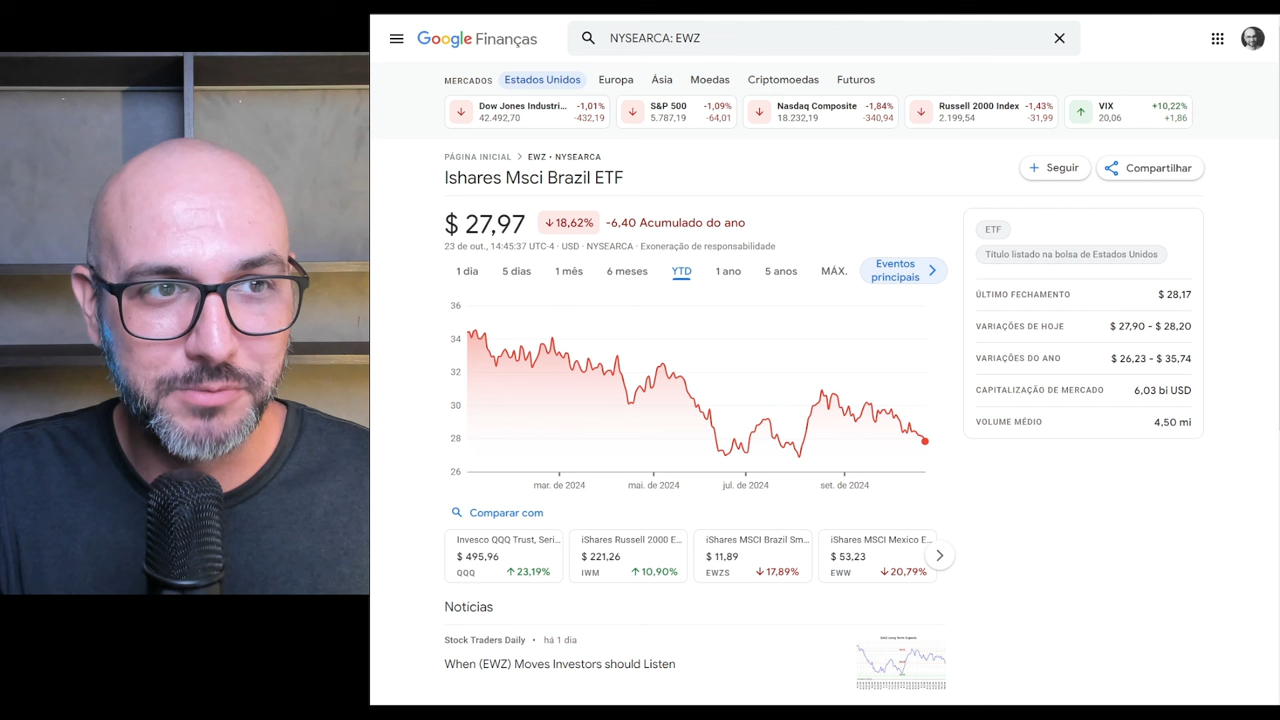 Google Finanças
NYSEARCA: EWZ
MERCADOS Estados Unidos Europa Ásia Moedas Criptomoedas Futuros
Dow Jones Industri... -1,01%
42.492,70 -432,19
S&P 500 -1,09%
5.787,19 -64,01
Nasdaq Composite -1,84%
18.232,19 -340,94
Russell 2000 Index -1,43%
2.199,54 -31,99
VIX +10,22%
20,06 +1,86
PÁGINA INICIAL > EWZ • NYSEARCA
Ishares Msci Brazil ETF
+ Seguir
Compartilhar
$ 27,97 ↓18,62% -6,40 Acumulado do ano
23 de out., 14:45:37 UTC-4 · USD · NYSEARCA · Exoneração de responsabilidade
1 dia 5 dias 1 mês 6 meses YTD 1 ano 5 anos MÁX.
Eventos
principais
36
34
32
30
28
26
mar. de 2024 mai. de 2024 jul. de 2024 set. de 2024
ETF
Título listado na bolsa de Estados Unidos
ÚLTIMO FECHAMENTO $ 28,17
VARIAÇÕES DE HOJE $ 27,90 - $ 28,20
VARIAÇÕES DO ANO $ 26,23 - $ 35,74
CAPITALIZAÇÃO DE MERCADO 6,03 bi USD
VOLUME MÉDIO 4,50 mi
Comparar com
Invesco QQQ Trust, Seri...
$ 495,96
QQQ ↑23,19%
iShares Russell 2000 E...
$ 221,26
IWM ↑10,90%
iShares MSCI Brazil Sm...
$ 11,89
EWZS ↓17,89%
iShares MSCI Mexico E...
$ 53,23
EWW ↓20,79%
Notícias
Stock Traders Daily • há 1 dia
When (EWZ) Moves Investors should Listen